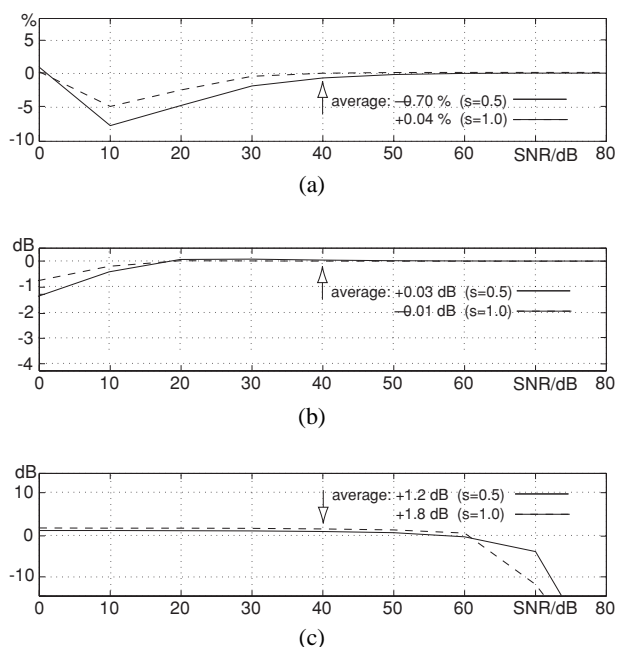 (a)
%
0
-5
-10
average: -0.70 % (s=0.5)
+0.04 % (s=1.0)
0 10 20 30 40 50 60 SNR/dB 80
(a)
dB
0
-1
-2
-3
-4
average: +0.03 dB (s=0.5)
-0.01 dB (s=1.0)
0 10 20 30 40 50 60 SNR/dB 80
70
(b)
dB
10
0
-10
average: +1.2 dB (s=0.5)
+1.8 dB (s=1.0)
0 10 20 30 40 50 60 SNR/dB 80
70
(c)